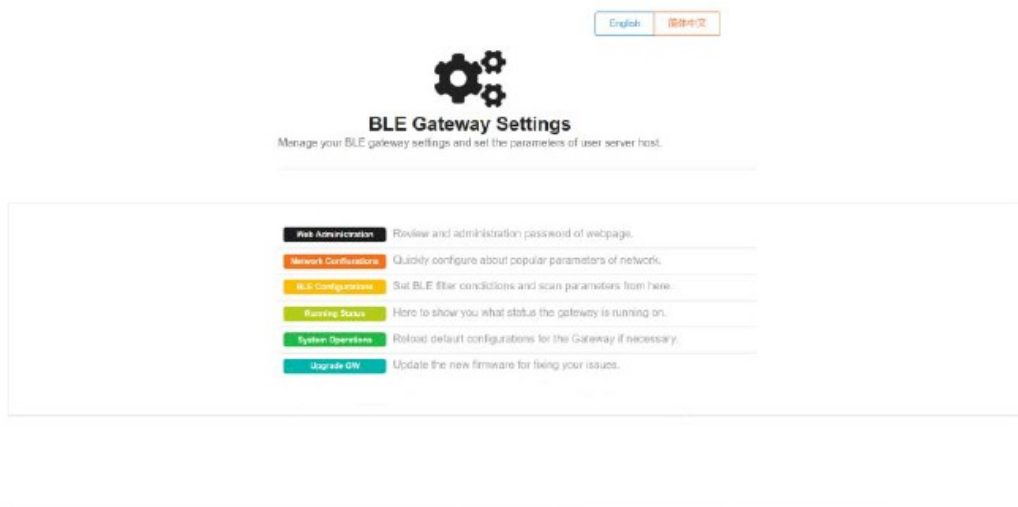 English 简体中文
BLE Gateway Settings
Manage your BLE gateway settings and set the parameters of user server host.
Web Administration Review and administration password of webpage.
Network Confiurations Quickly configure about popular parameters of network.
BLE Configurations Set BLE filter condictions and scan parameters from here.
Running Status Here to show you what status the gateway is running on.
System Operations Reload default configurations for the Gateway if necessary.
Upgrade GW Update the new firmware for fixing your issues.